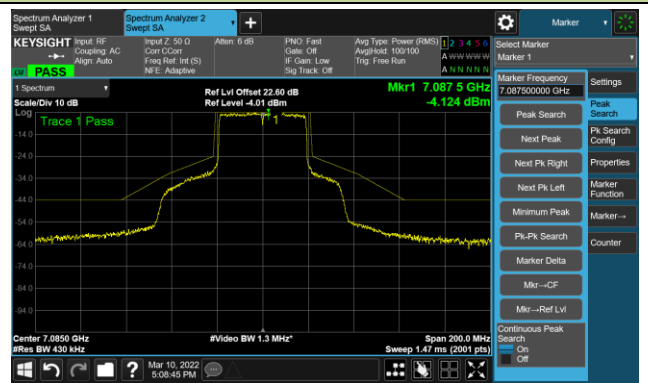 Spectrum Analyzer 1
Swept SA
Spectrum Analyzer 2
Swept SA
Marker
KEYSIGHT
Input: RF
Coupling: AC
Align: Auto
Input Z: 50 Ω
Corr CCorr
Freq Ref: Int (S)
NFE: Adaptive
Atten: 6 dB
PNO: Fast
Gate: Off
IF Gain: Low
Sig Track: Off
Avg Type: Power (RMS)
Avg|Hold: 100/100
Trig: Free Run
1 2 3 4 5 6
A W W W W W
A N N N N N
LXI
PASS
Select Marker
Marker 1
1 Spectrum
Scale/Div 10 dB
Ref Lvl Offset 22.60 dB
Ref Level -4.01 dBm
Mkr1 7.087 5 GHz
-4.124 dBm
Log
Trace 1 Pass
1
-14.0
-24.0
-34.0
-44.0
-54.0
-64.0
-74.0
-84.0
-94.0
Center 7.0850 GHz
#Res BW 430 kHz
#Video BW 1.3 MHz*
Span 200.0 MHz
Sweep 1.47 ms (2001 pts)
Marker Frequency
7.087500000 GHz
Peak Search
Next Peak
Next Pk Right
Next Pk Left
Minimum Peak
Pk-Pk Search
Marker Delta
Mkr→CF
Mkr→Ref Lvl
Continuous Peak
Search
On
Off
Settings
Peak
Search
Pk Search
Config
Properties
Marker
Function
Marker→
Counter
?
Mar 10, 2022
5:08:45 PM